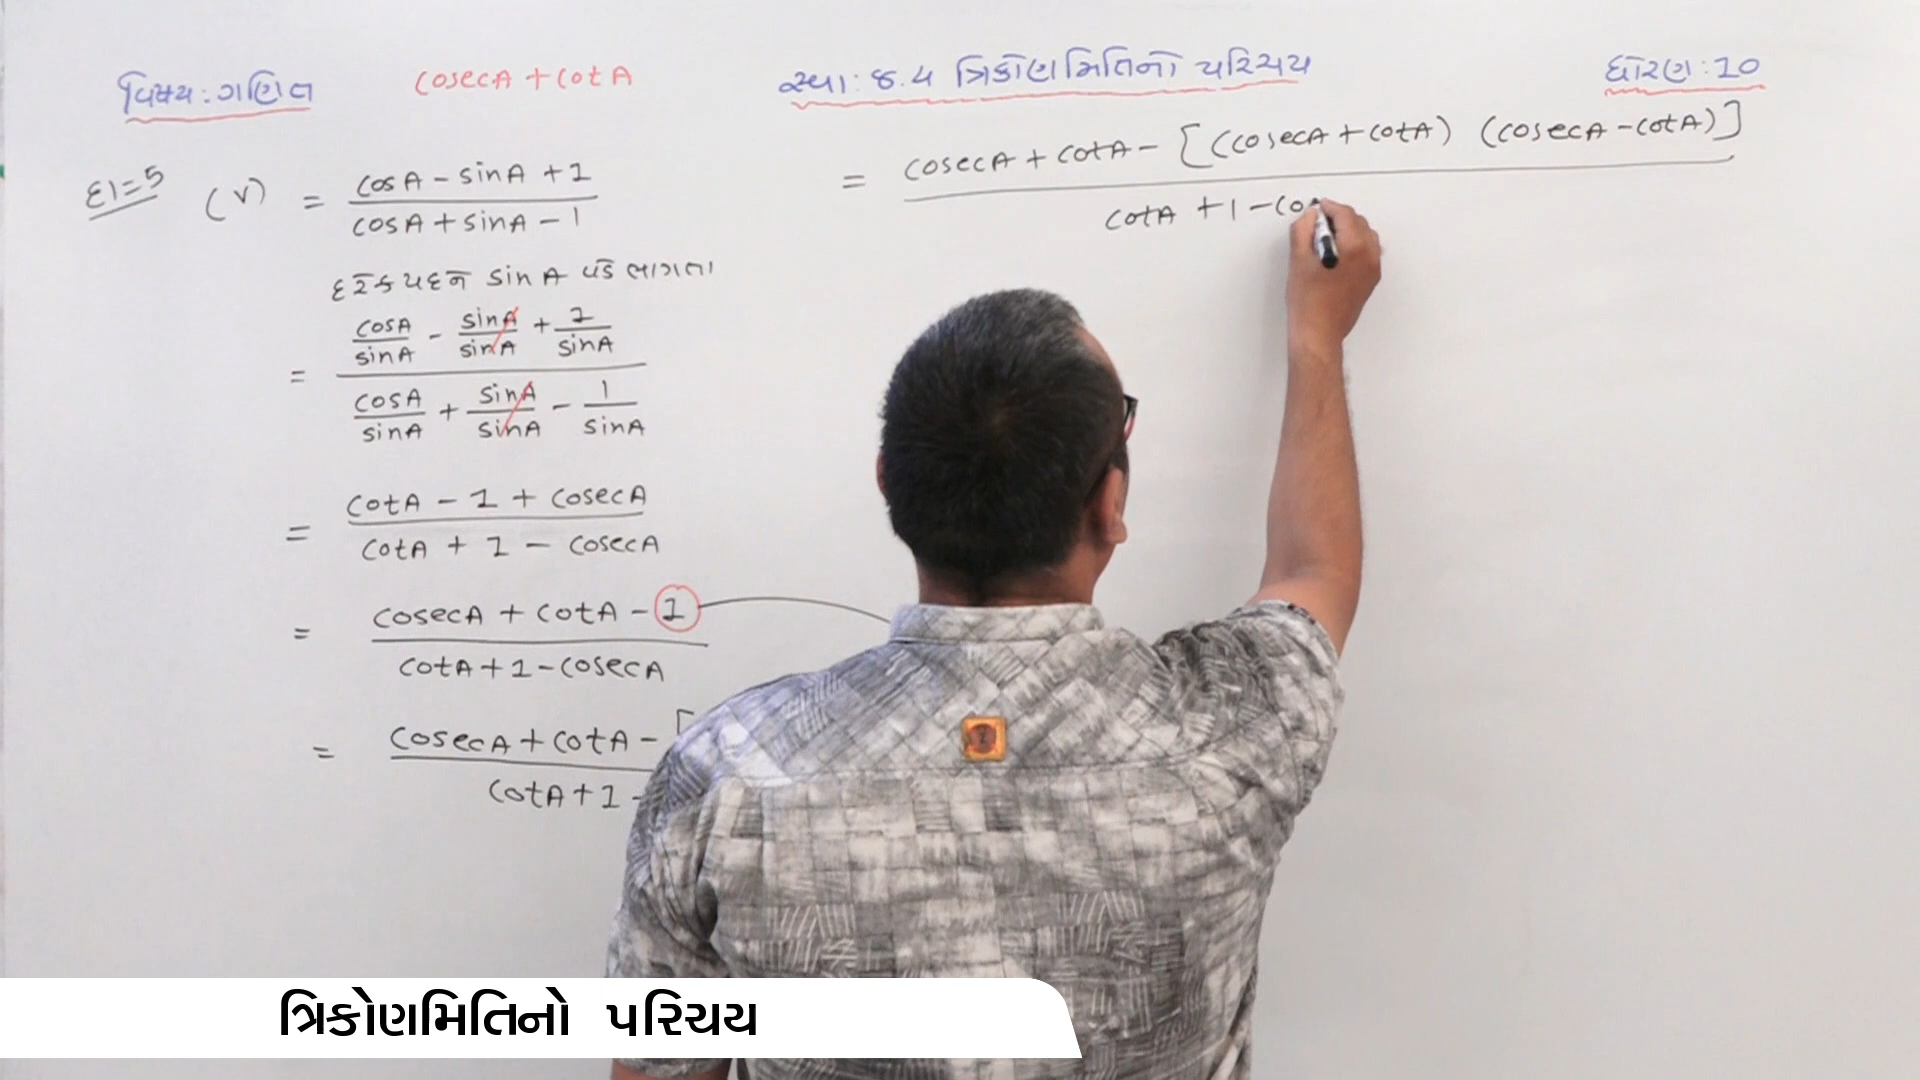 વિષય : ગણિત
cosecA + cotA
સ્વા : 8.4 ત્રિકોણમિતિનો પરિચય
ધોરણ : 10
દા=5 (v) = cosA - sinA + 1
cosA + sinA - 1
દરેક પદને sin A વડે ભાગતા
= cosA/sinA - sinA/sinA + 1/sinA
cosA/sinA + sinA/sinA - 1/sinA
= cotA - 1 + cosecA
cotA + 1 - cosecA
= cosecA + cotA - 1
cotA + 1 - cosecA
= cosecA + cotA - [
cotA + 1 -
= cosecA + cotA - [(cosecA + cotA) (cosecA - cotA)]
cotA + 1 - co
ત્રિકોણમિતિનો પરિચય